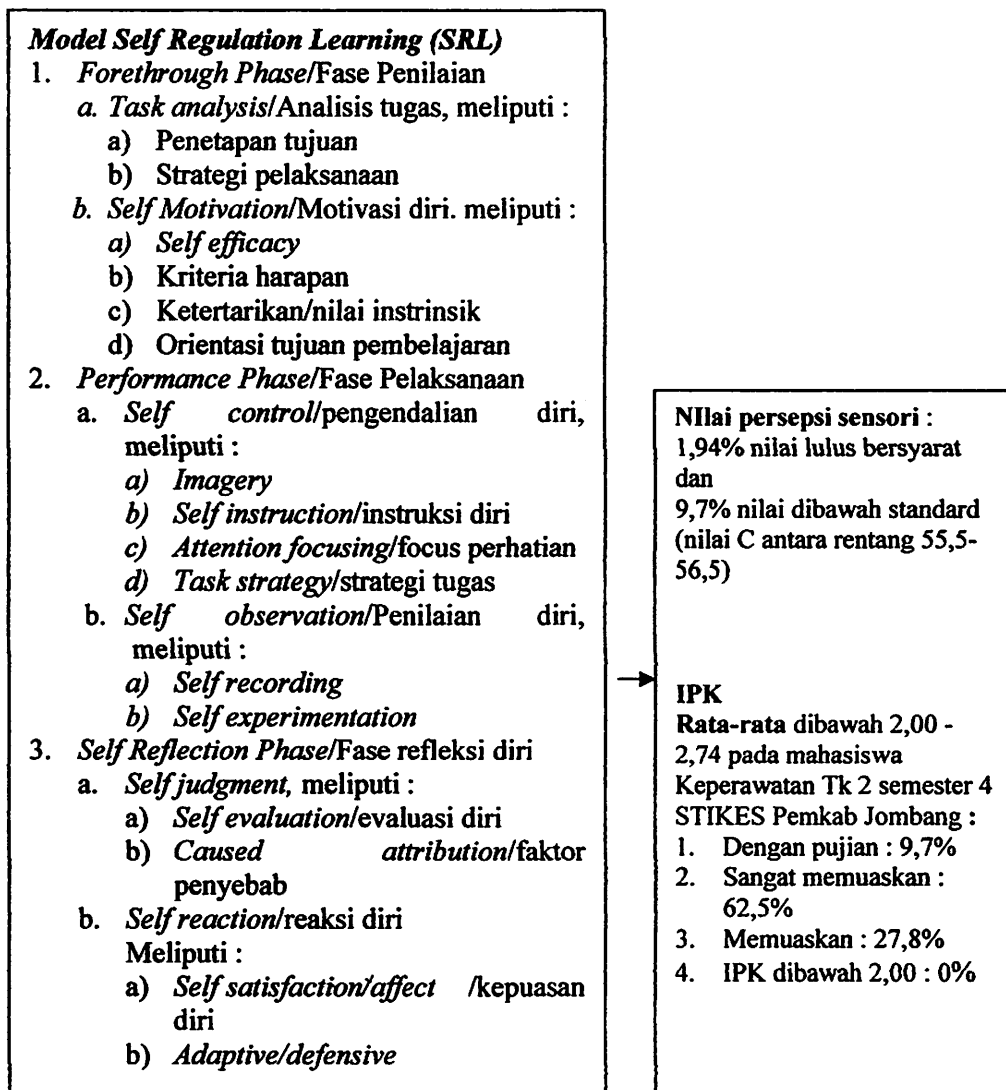 Model Self Regulation Learning (SRL)
1. Forethrough Phase/Fase Penilaian
a. Task analysis/Analisis tugas, meliputi :
a) Penetapan tujuan
b) Strategi pelaksanaan
b. Self Motivation/Motivasi diri. meliputi :
a) Self efficacy
b) Kriteria harapan
c) Ketertarikan/nilai instrinsik
d) Orientasi tujuan pembelajaran
2. Performance Phase/Fase Pelaksanaan
a. Self control/pengendalian diri,
meliputi :
a) Imagery
b) Self instruction/instruksi diri
c) Attention focusing/focus perhatian
d) Task strategy/strategi tugas
b. Self observation/Penilaian diri,
meliputi :
a) Self recording
b) Self experimentation
3. Self Reflection Phase/Fase refleksi diri
a. Self judgment, meliputi :
a) Self evaluation/evaluasi diri
b) Caused attribution/faktor
penyebab
b. Self reaction/reaksi diri
Meliputi :
a) Self satisfaction/affect /kepuasan
diri
b) Adaptive/defensive
NIlai persepsi sensori :
1,94% nilai lulus bersyarat
dan
9,7% nilai dibawah standard
(nilai C antara rentang 55,5-
56,5)
IPK
Rata-rata dibawah 2,00 -
2,74 pada mahasiswa
Keperawatan Tk 2 semester 4
STIKES Pemkab Jombang :
1. Dengan pujian : 9,7%
2. Sangat memuaskan :
62,5%
3. Memuaskan : 27,8%
4. IPK dibawah 2,00 : 0%